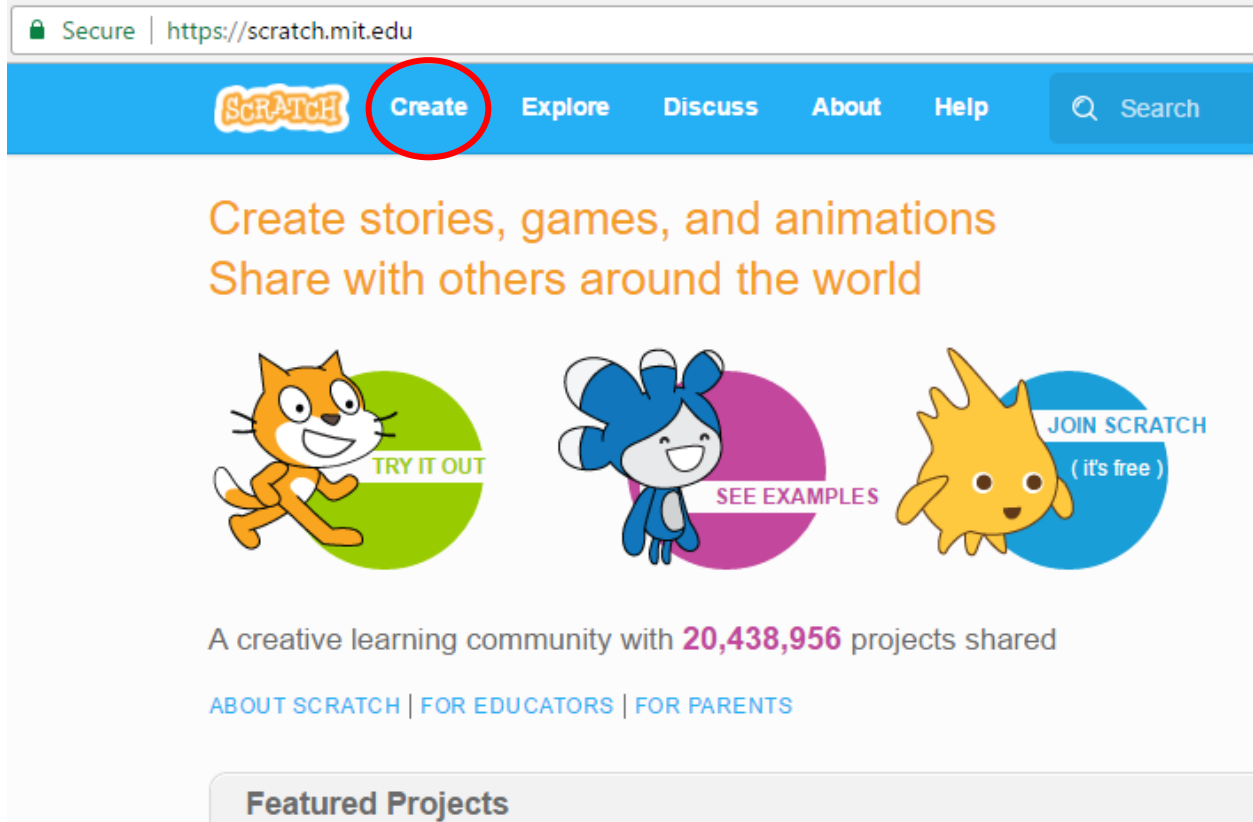 Secure | https://scratch.mit.edu
SCRATCH Create Explore Discuss About Help Search
Create stories, games, and animations
Share with others around the world
TRY IT OUT
SEE EXAMPLES
JOIN SCRATCH
( it's free )
A creative learning community with 20,438,956 projects shared
ABOUT SCRATCH | FOR EDUCATORS | FOR PARENTS
Featured Projects